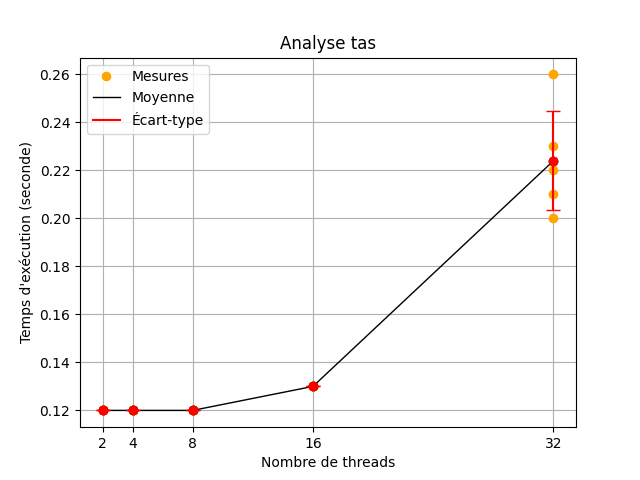 Analyse tas
Mesures
Moyenne
Écart-type
Temps d'exécution (seconde)
0.26
0.24
0.22
0.20
0.18
0.16
0.14
0.12
2 4 8 16 32
Nombre de threads